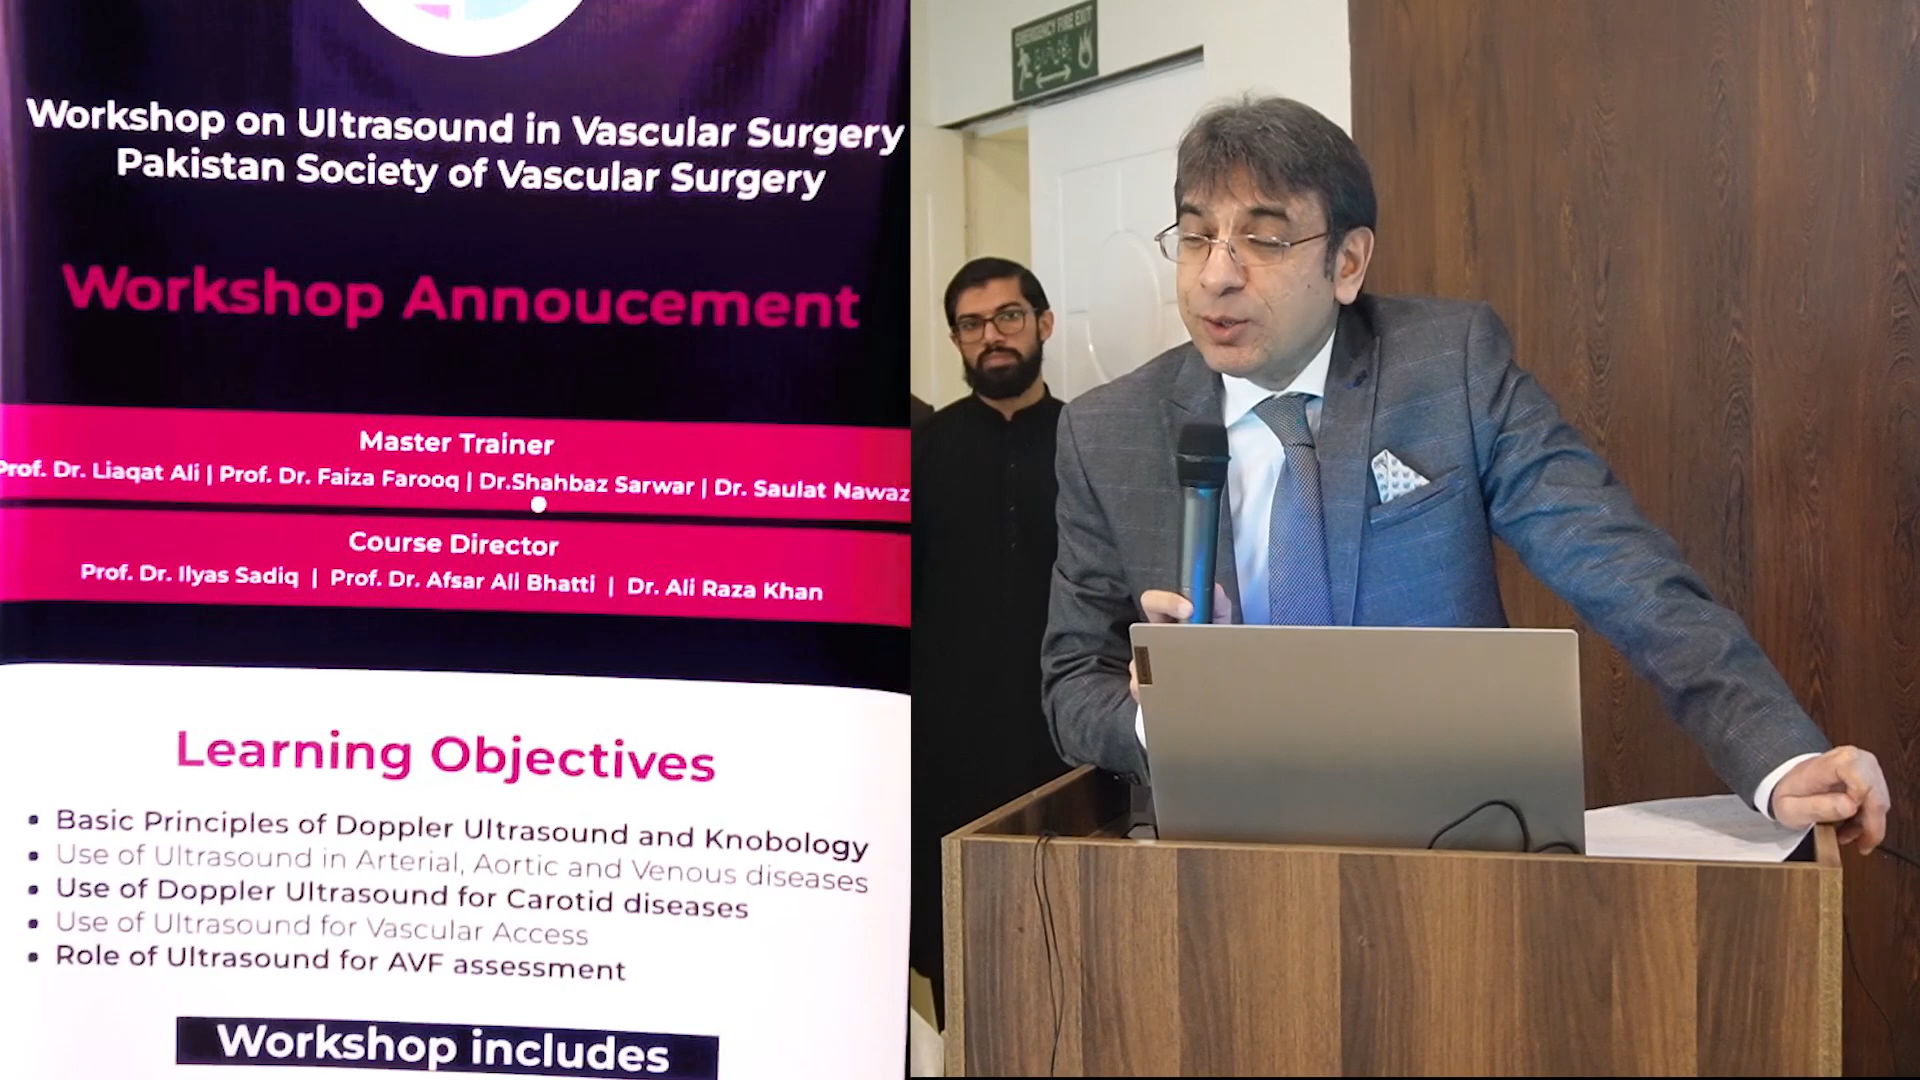 Workshop on Ultrasound in Vascular Surgery
Pakistan Society of Vascular Surgery
Workshop Annoucement
Master Trainer
Prof. Dr. Liaqat Ali | Prof. Dr. Faiza Farooq | Dr.Shahbaz Sarwar | Dr. Saulat Nawaz
Course Director
Prof. Dr. Ilyas Sadiq | Prof. Dr. Afsar Ali Bhatti | Dr. Ali Raza Khan
Learning Objectives
• Basic Principles of Doppler Ultrasound and Knobology
• Use of Ultrasound in Arterial, Aortic and Venous diseases
• Use of Doppler Ultrasound for Carotid diseases
• Use of Ultrasound for Vascular Access
• Role of Ultrasound for AVF assessment
Workshop includes
EMERGENCY FIRE EXIT